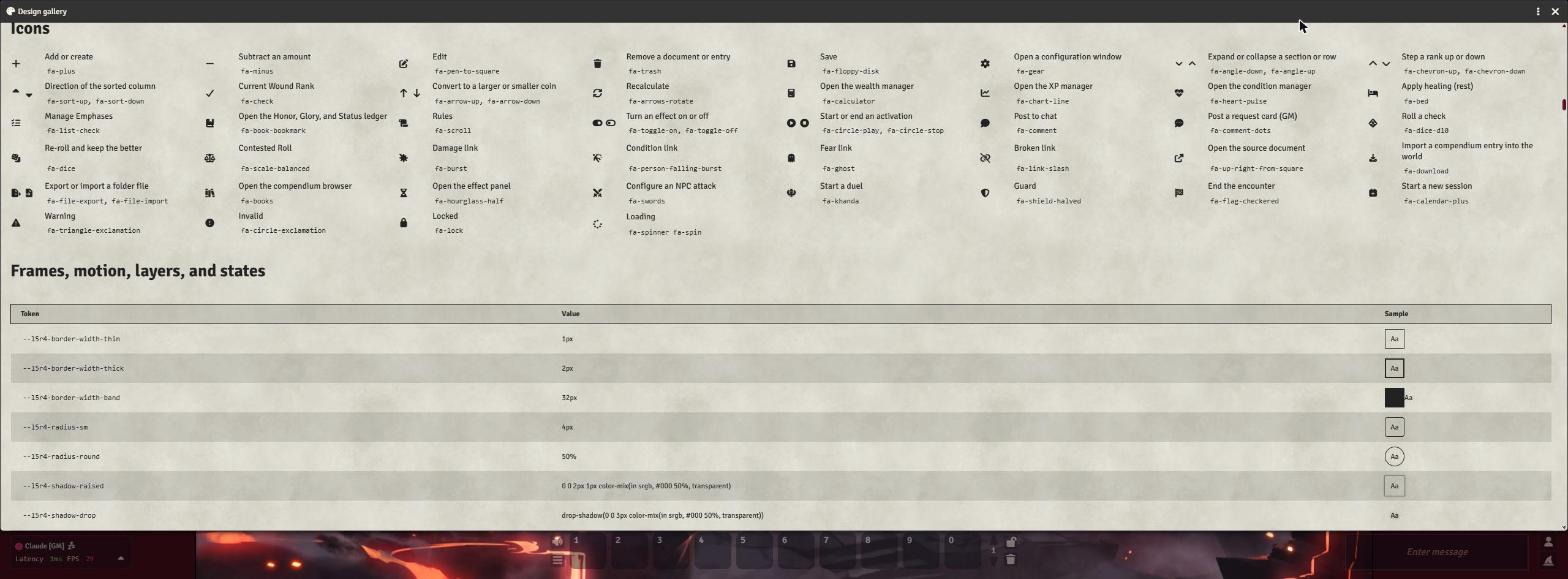 Design gallery
Icons
Add or create
fa-plus
Subtract an amount
fa-minus
Edit
fa-pen-to-square
Remove a document or entry
fa-trash
Save
fa-floppy-disk
Open a configuration window
fa-gear
Expand or collapse a section or row
fa-angle-down, fa-angle-up
Step a rank up or down
fa-chevron-up, fa-chevron-down
Direction of the sorted column
fa-sort-up, fa-sort-down
Current Wound Rank
fa-check
Convert to a larger or smaller coin
fa-arrow-up, fa-arrow-down
Recalculate
fa-arrows-rotate
Open the wealth manager
fa-calculator
Open the XP manager
fa-chart-line
Open the condition manager
fa-heart-pulse
Apply healing (rest)
fa-bed
Manage Emphases
fa-list-check
Open the Honor, Glory, and Status ledger
fa-book-bookmark
Rules
fa-scroll
Turn an effect on or off
fa-toggle-on, fa-toggle-off
Start or end an activation
fa-circle-play, fa-circle-stop
Post to chat
fa-comment
Post a request card (GM)
fa-comment-dots
Roll a check
fa-dice-d10
Re-roll and keep the better
fa-dice
Contested Roll
fa-scale-balanced
Damage link
fa-burst
Condition link
fa-person-falling-burst
Fear link
fa-ghost
Broken link
fa-link-slash
Open the source document
fa-up-right-from-square
Import a compendium entry into the
world
fa-download
Export or import a folder file
fa-file-export, fa-file-import
Open the compendium browser
fa-books
Open the effect panel
fa-hourglass-half
Configure an NPC attack
fa-swords
Start a duel
fa-khanda
Guard
fa-shield-halved
End the encounter
fa-flag-checkered
Start a new session
fa-calendar-plus
Warning
fa-triangle-exclamation
Invalid
fa-circle-exclamation
Locked
fa-lock
Loading
fa-spinner fa-spin
Frames, motion, layers, and states
Token Value Sample
--l5r4-border-width-thin 1px Aa
--l5r4-border-width-thick 2px Aa
--l5r4-border-width-band 32px Aa
--l5r4-radius-sm 4px Aa
--l5r4-radius-round 50% Aa
--l5r4-shadow-raised 0 0 2px 1px color-mix(in srgb, #000 50%, transparent) Aa
--l5r4-shadow-drop drop-shadow(0 0 3px color-mix(in srgb, #000 50%, transparent)) Aa
Claude [GM]
Latency 3ms FPS 29
1 2 3 4 5 6 7 8 9 0
1
Enter message